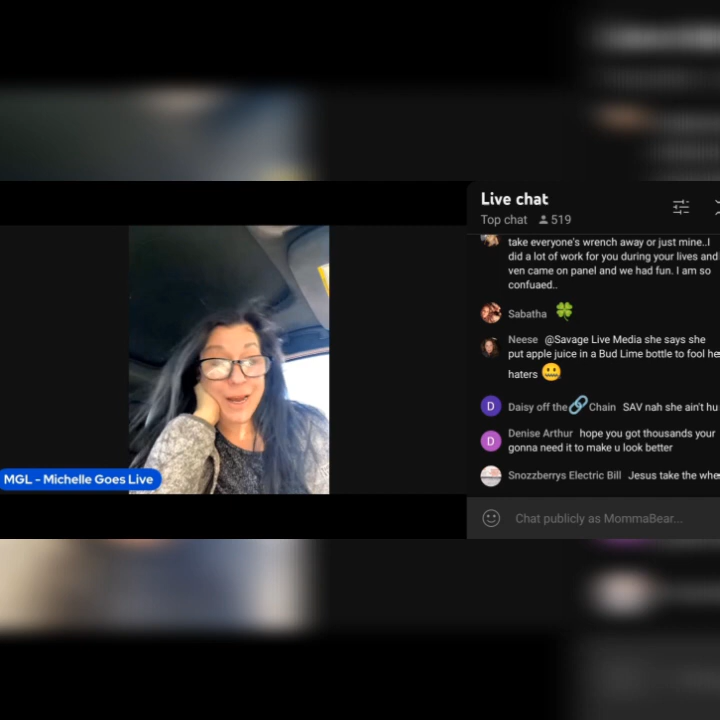 Live chat
Top chat 519
take everyone's wrench away or just mine..I
did a lot of work for you during your lives and
ven came on panel and we had fun. I am so
confuaed..
Sabatha
Neese @Savage Live Media she says she
put apple juice in a Bud Lime bottle to fool
haters
D Daisy off the Chain SAV nah she ain't hu
D Denise Arthur hope you got thousands your
gonna need it to make u look better
Snozzberrys Electric Bill Jesus take the
Chat publicly as MommaBear...
MGL - Michelle Goes Live